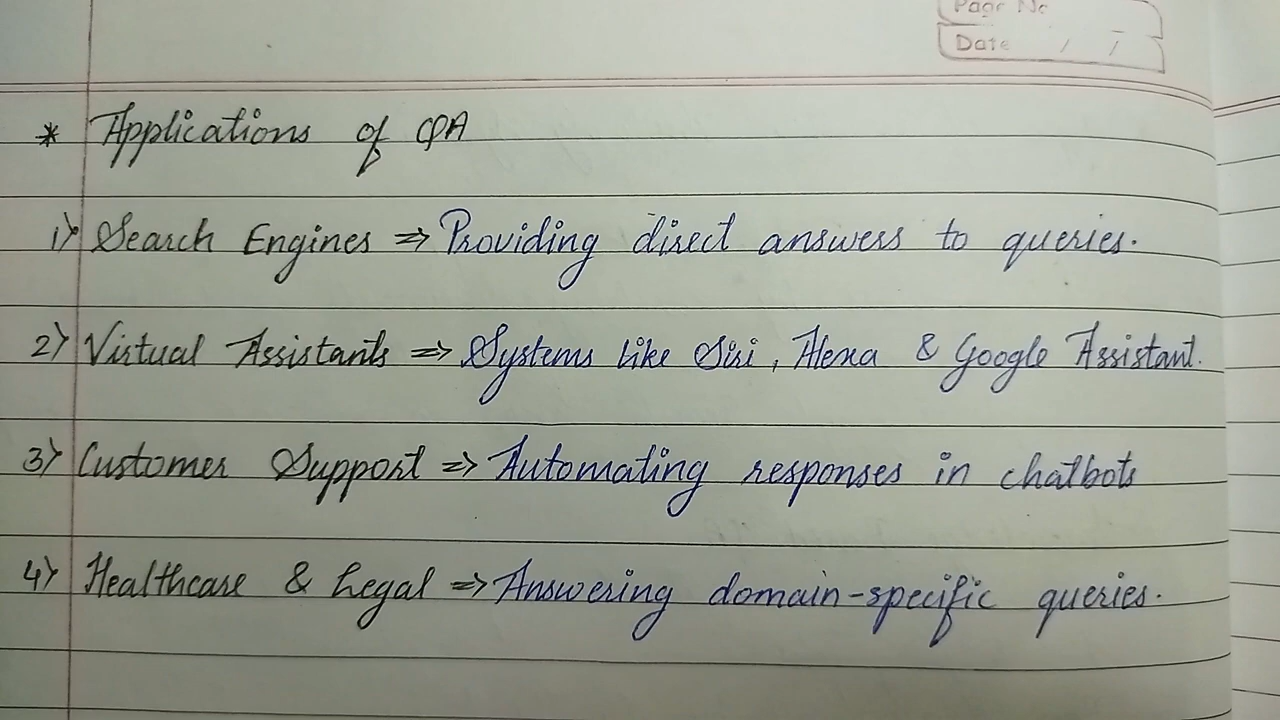 Page No
Date / /
* Applications of QA
1) Search Engines ⇒ Providing direct answers to queries.
2) Virtual Assistants ⇒ Systems like Siri, Alexa & Google Assistant.
3) Customer Support ⇒ Automating responses in chatbots
4) Healthcare & Legal ⇒ Answering domain-specific queries.